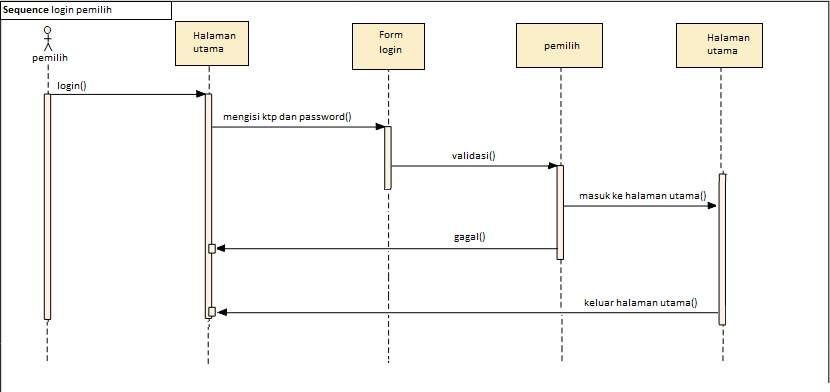 Sequence login pemilih
pemilih
Halaman
utama
Form
login
pemilih
Halaman
utama
login()
mengisi ktp dan password()
validasi()
masuk ke halaman utama()
gagal()
keluar halaman utama()